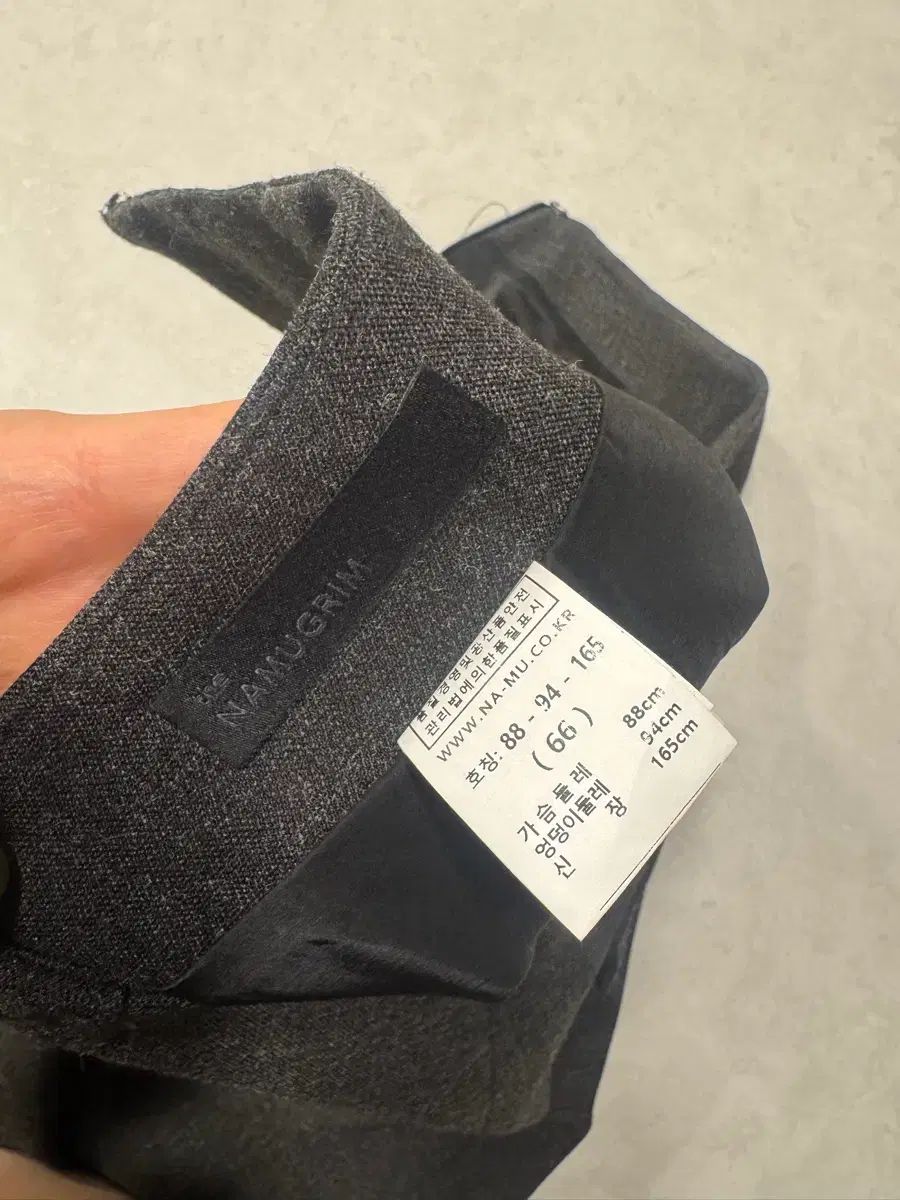 the
NAMUGRIM
품질경영및공산품안전
관리법에의한품질표시
WWW.NA-MU.CO.KR
호칭: 88 - 94 - 165
(66)
가슴둘레 88cm
엉덩이둘레 94cm
신장 165cm